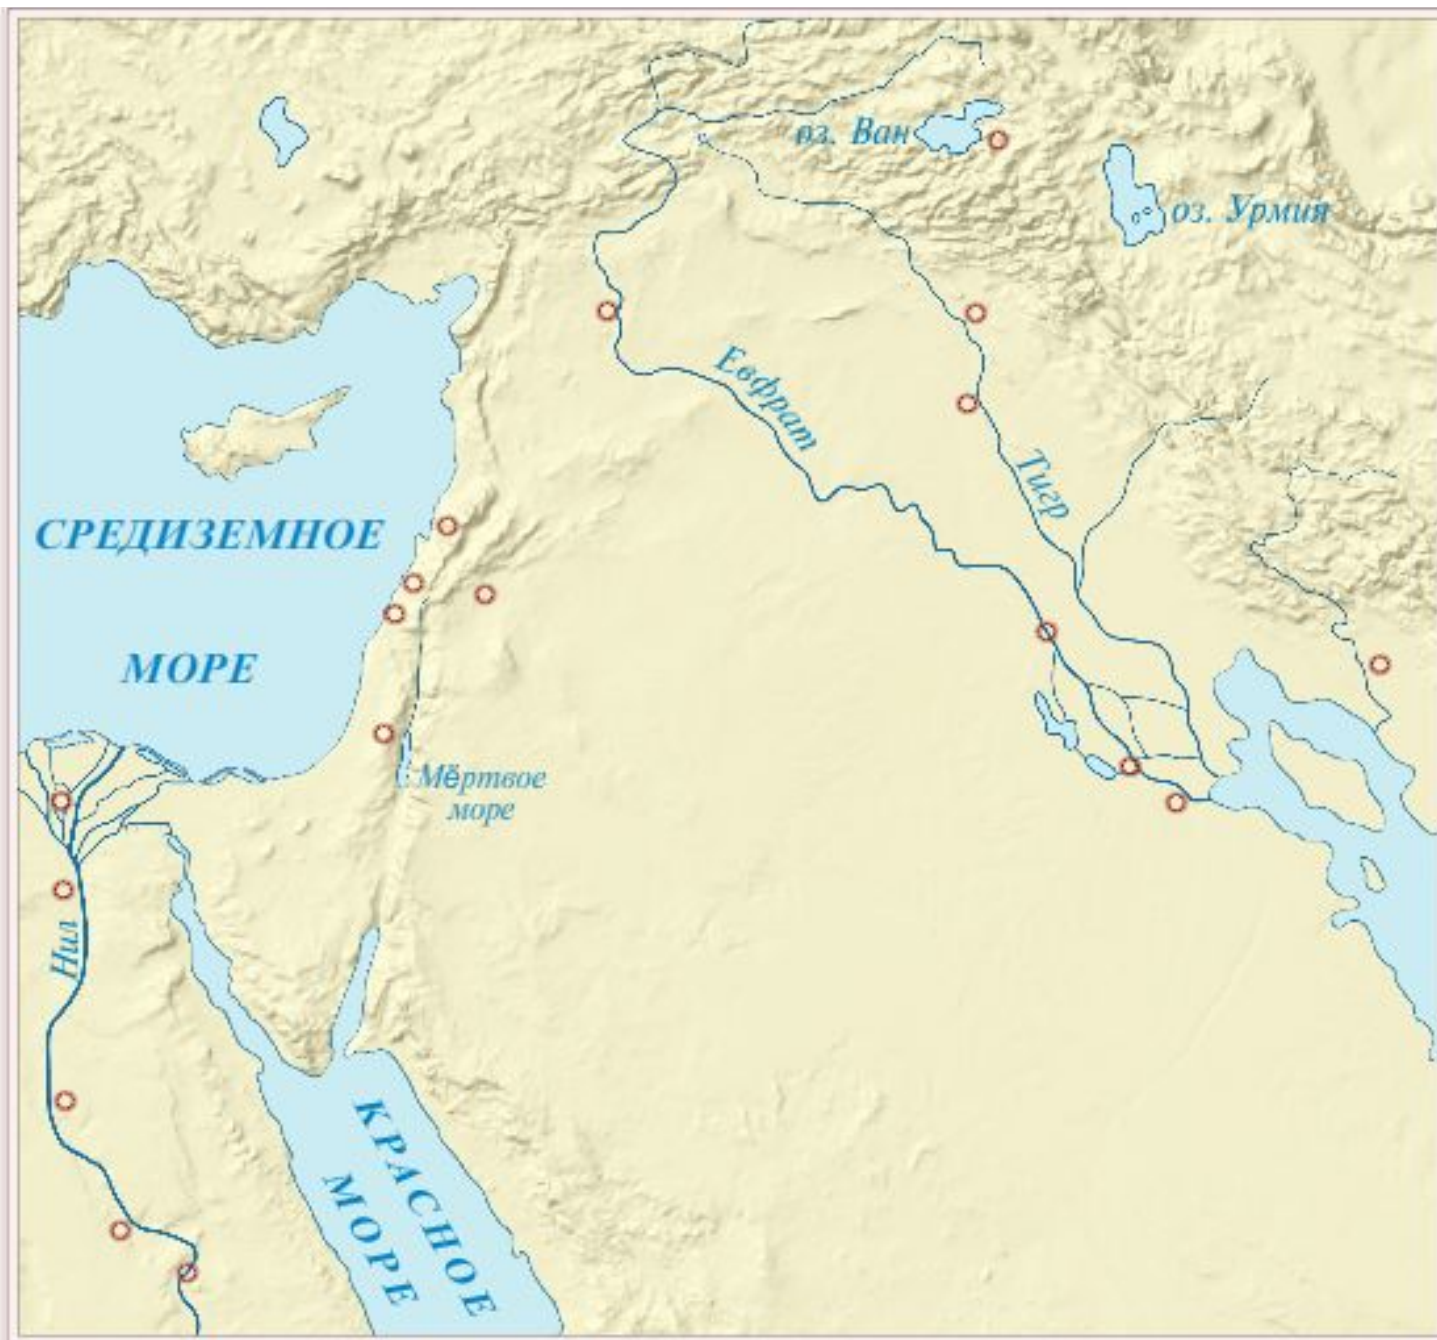 оз. Ван
оз. Урмия
Евфрат
Тигр
СРЕДИЗЕМНОЕ
МОРЕ
Мёртвое
море
Нил
КРАСНОЕ
МОРЕ